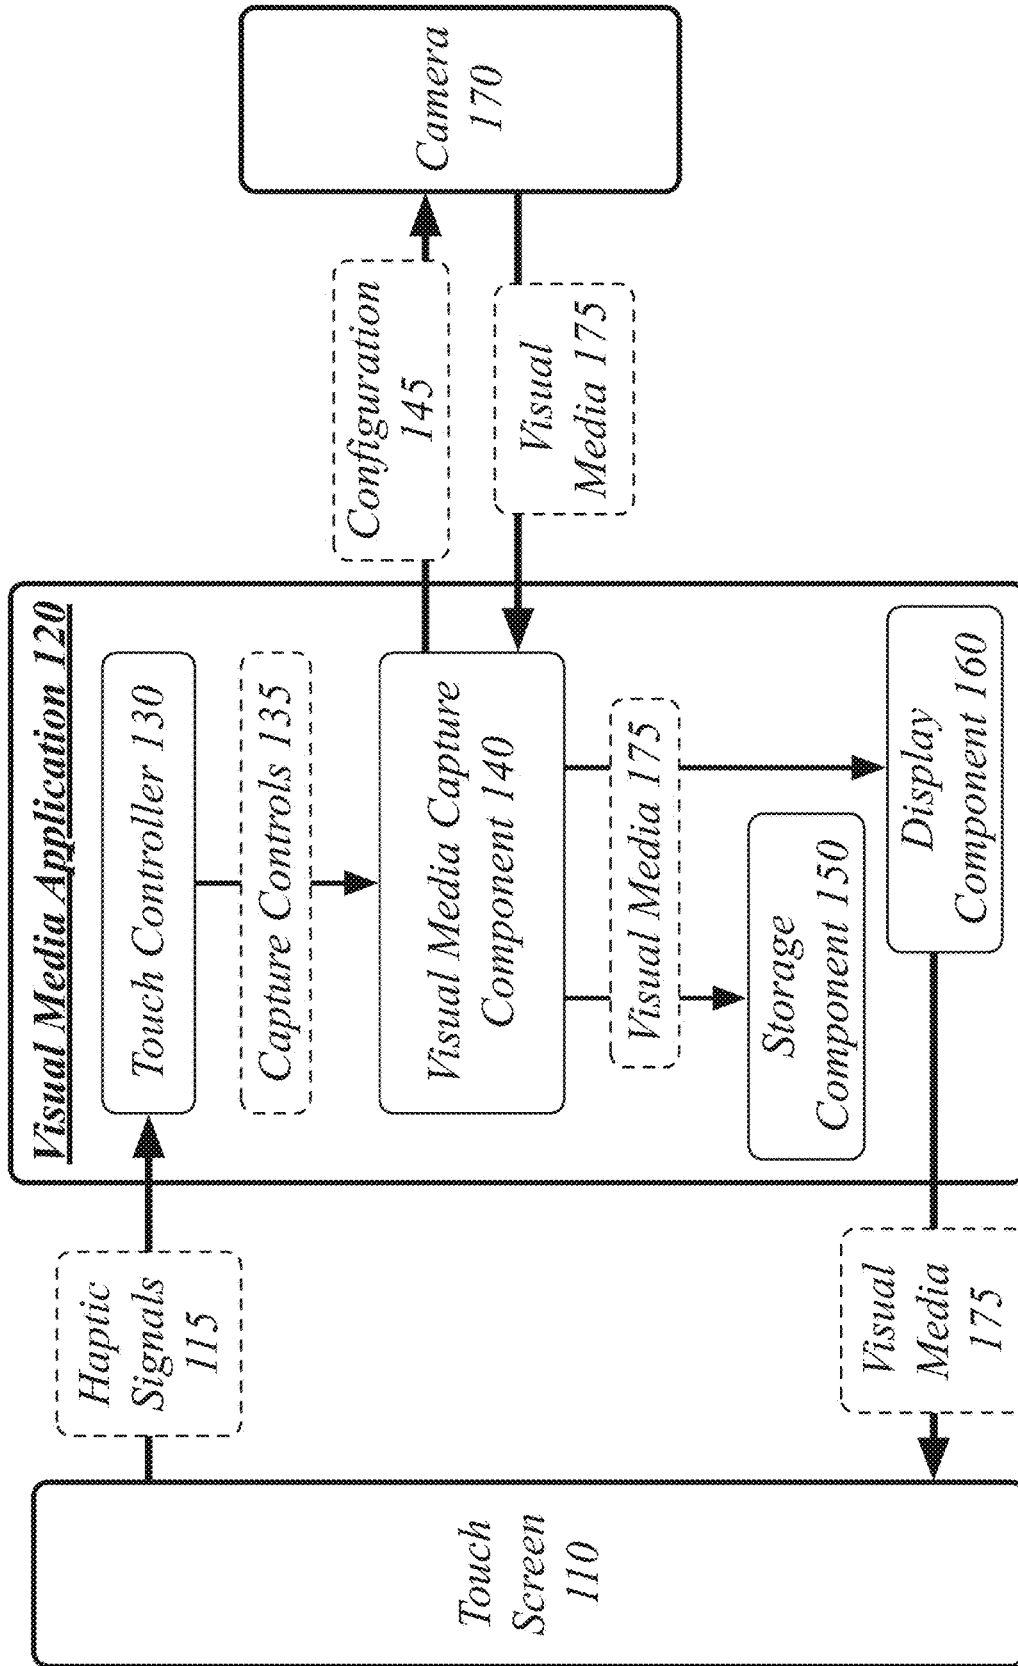 Visual Media Application 120
Touch
Screen
110
Haptic
Signals
115
Touch Controller 130
Capture Controls 135
Visual Media Capture
Component 140
Configuration
145
Camera
170
Visual
Media 175
Visual Media 175
Storage
Component 150
Display
Component 160
Visual
Media
175